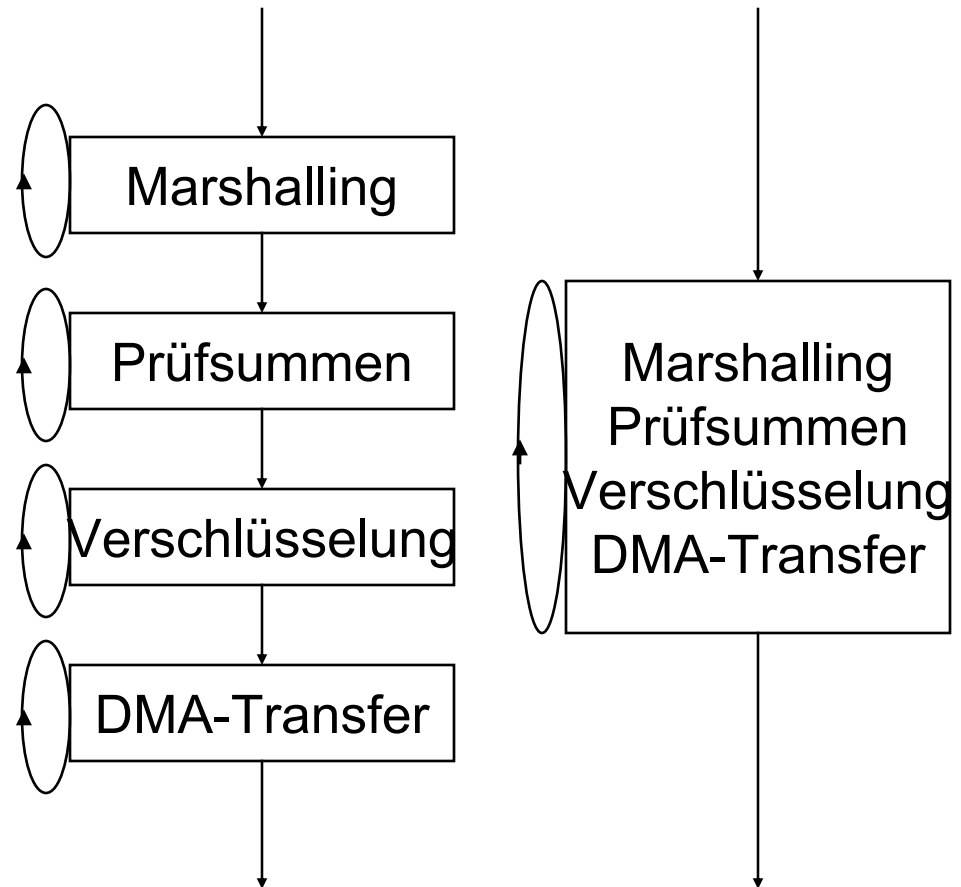 Marshalling
Prüfsummen
Verschlüsselung
DMA-Transfer
Marshalling
Prüfsummen
Verschlüsselung
DMA-Transfer